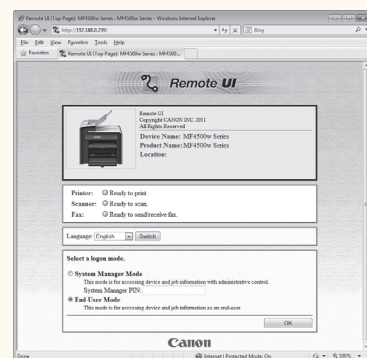 Remote UI (Top Page): MF4500w Series : MF4500w Series - Windows Internet Explorer
http://192.168.0.239/
Bing
File Edit View Favorites Tools Help
Favorites Remote UI (Top Page): MF4500w Series : MF4500...
Remote UI
Remote UI
Copyright CANON INC. 2011
All Rights Reserved
Device Name: MF4500w Series
Product Name: MF4500w Series
Location:
Printer: Ready to print.
Scanner: Ready to scan.
Fax: Ready to send/receive fax.
Language: English Switch
Select a logon mode.
System Manager Mode
This mode is for accessing device and job information with administrative control.
System Manager PIN:
End-User Mode
This mode is for accessing device and job information as an end-user.
OK
Canon
Done Internet | Protected Mode: On 100%